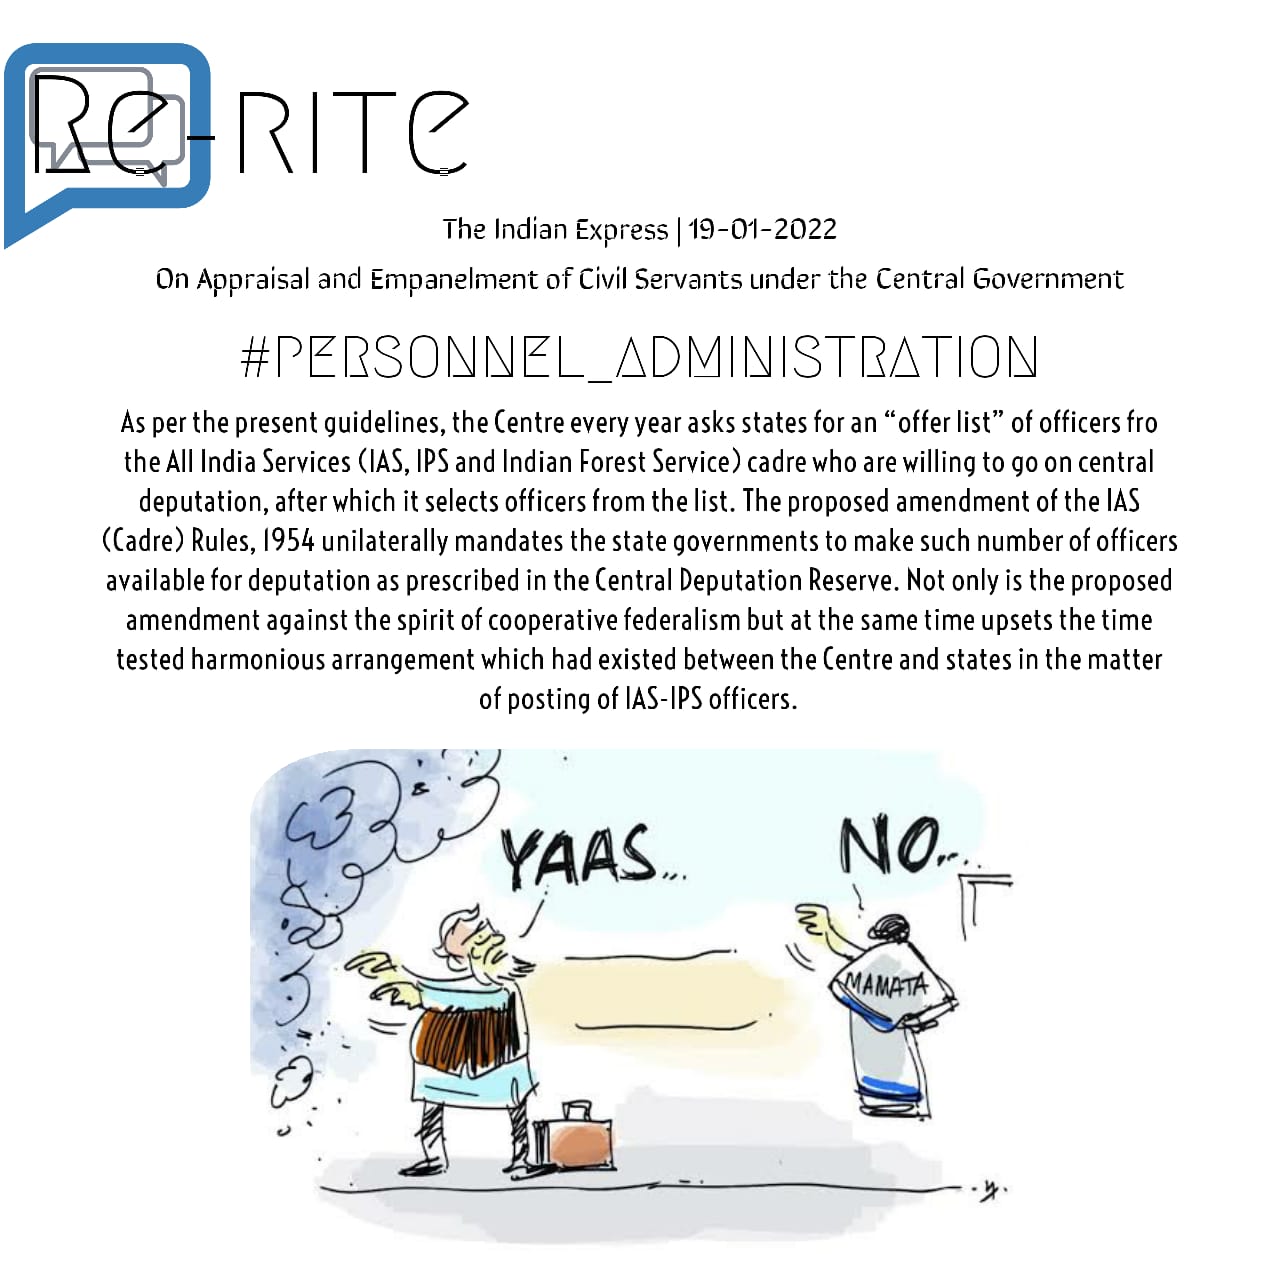 Re-RITE
The Indian Express | 19-01-2022
On Appraisal and Empanelment of Civil Servants under the Central Government
#PERSONNEL_ADMINISTRATION
As per the present guidelines, the Centre every year asks states for an “offer list” of officers fro
the All India Services (IAS, IPS and Indian Forest Service) cadre who are willing to go on central
deputation, after which it selects officers from the list. The proposed amendment of the IAS
(Cadre) Rules, 1954 unilaterally mandates the state governments to make such number of officers
available for deputation as prescribed in the Central Deputation Reserve. Not only is the proposed
amendment against the spirit of cooperative federalism but at the same time upsets the time
tested harmonious arrangement which had existed between the Centre and states in the matter
of posting of IAS-IPS officers.
YAAS...
NO....
MAMATA